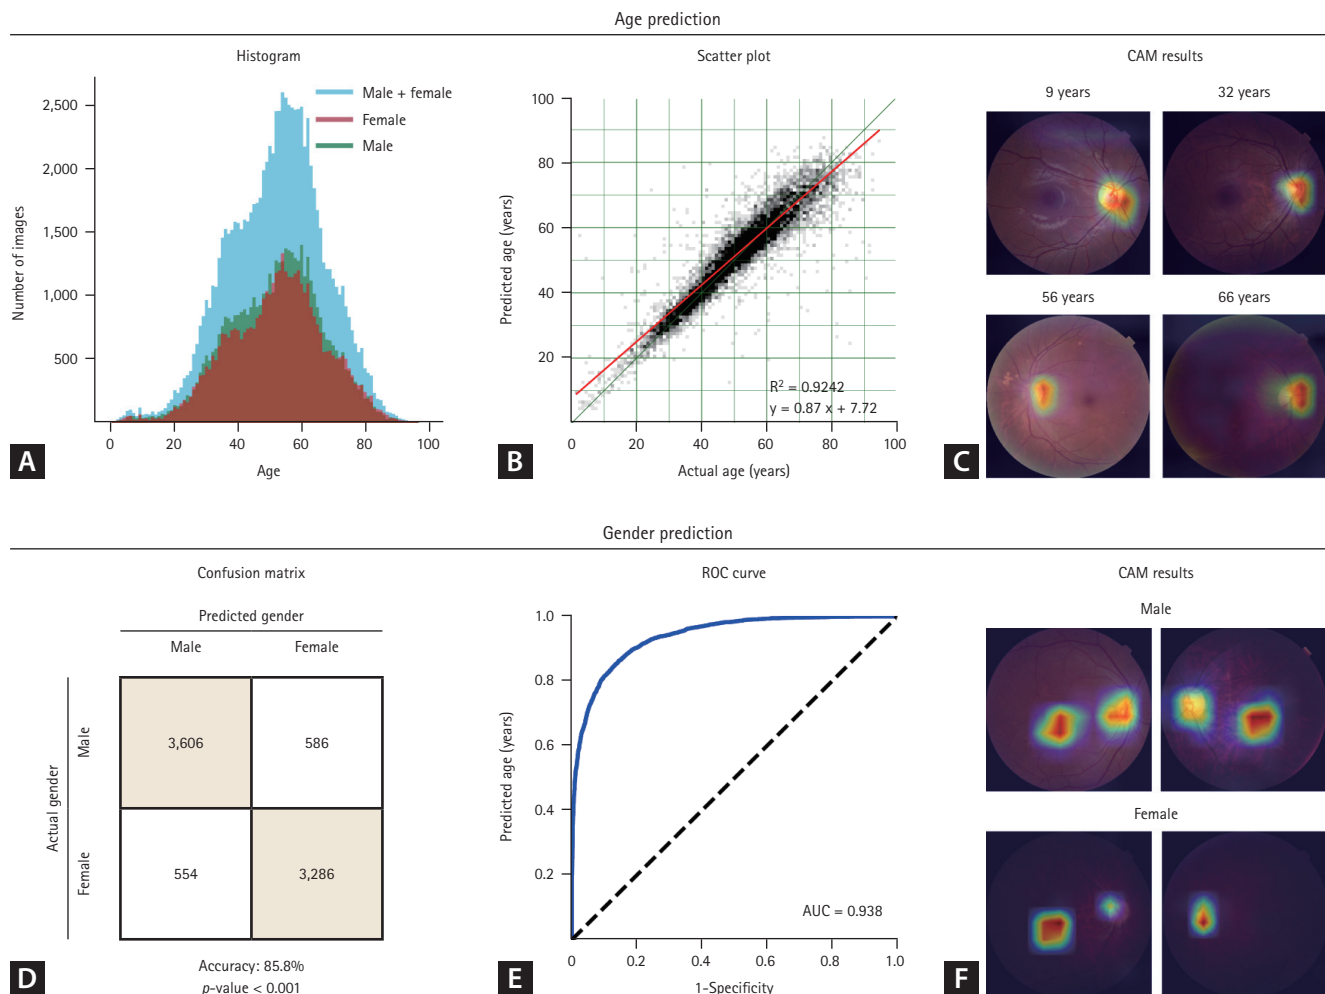 Age prediction
Histogram
Scatter plot
CAM results
Number of images
2,500
2,000
1,500
1,000
500
0
20
40
60
80
100
Age
Male + female
Female
Male
A
Predicted age (years)
100
80
60
40
20
0
20
40
60
80
100
Actual age (years)
R² = 0.9242
y = 0.87 x + 7.72
B
9 years
32 years
56 years
66 years
C
Gender prediction
Confusion matrix
ROC curve
CAM results
Predicted gender
Male
Female
Actual gender
Male
3,606
586
Female
554
3,286
Accuracy: 85.8%
p-value < 0.001
D
Predicted age (years)
1.0
0.8
0.6
0.4
0.2
0
0.2
0.4
0.6
0.8
1.0
1-Specificity
AUC = 0.938
E
Male
Female
F